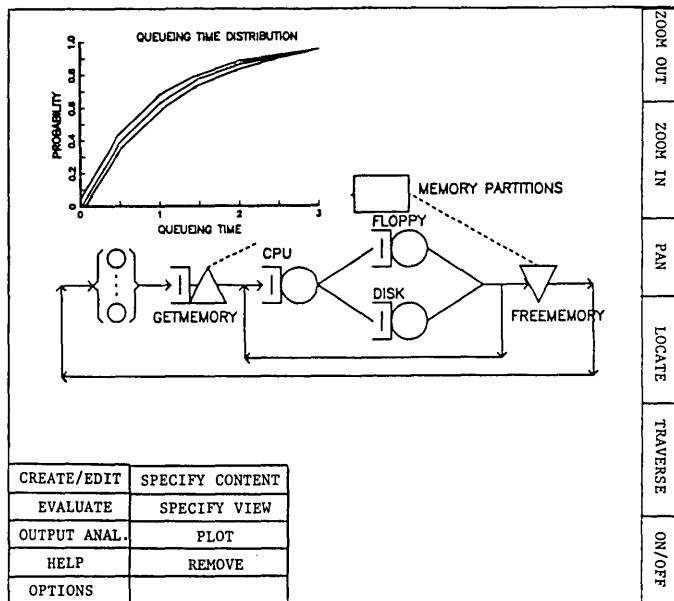 QUEUEING TIME DISTRIBUTION
PROBABILITY
1.0
0.8
0.6
0.4
0.2
0
0
1
2
3
QUEUEING TIME
MEMORY PARTITIONS
FLOPPY
CPU
DISK
GETMEMORY
FREEMEMORY
ZOOM OUT
ZOOM IN
PAN
LOCATE
TRAVERSE
ON/OFF
CREATE/EDIT SPECIFY CONTENT
EVALUATE SPECIFY VIEW
OUTPUT ANAL. PLOT
HELP REMOVE
OPTIONS